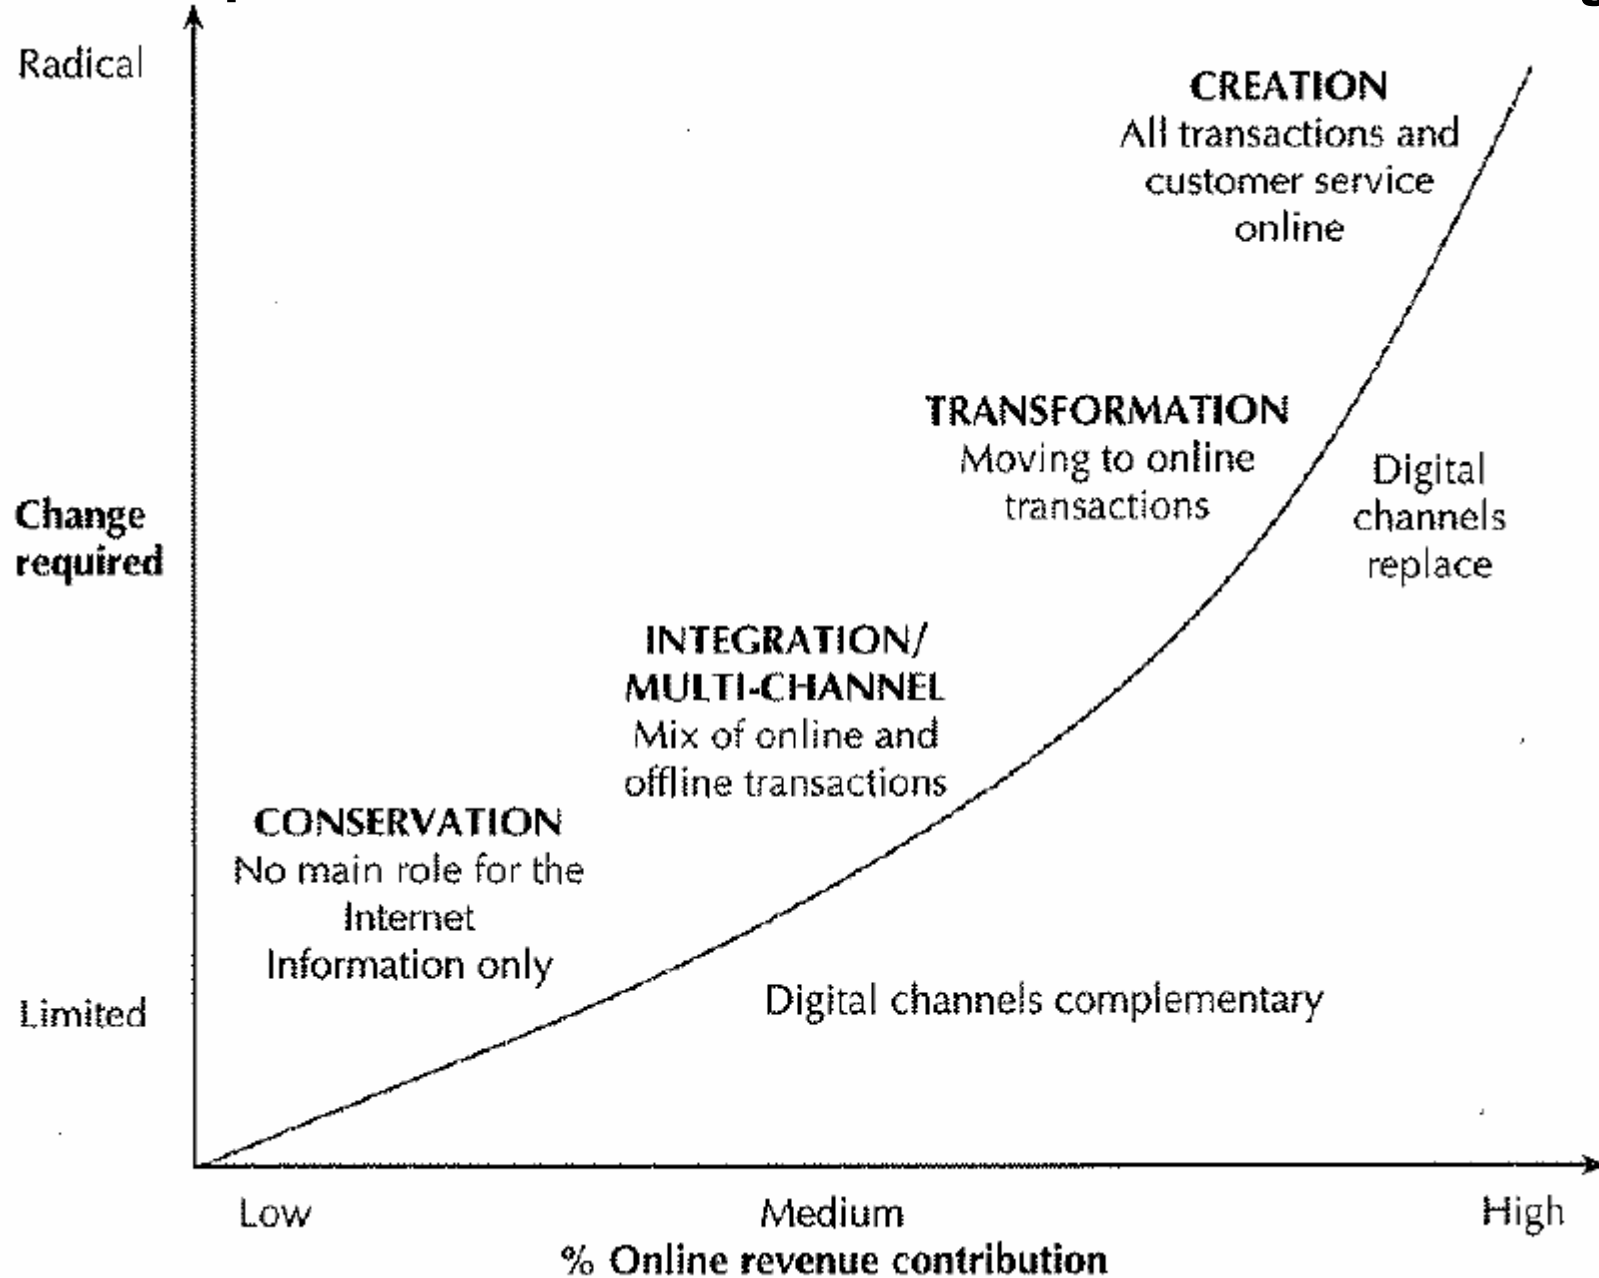 Radical
CREATION
All transactions and
customer service
online
TRANSFORMATION
Moving to online
transactions
Digital
channels
replace
Change
required
INTEGRATION/
MULTI-CHANNEL
Mix of online and
offline transactions
CONSERVATION
No main role for the
Internet
Information only
Limited
Digital channels complementary
Low
Medium
High
% Online revenue contribution